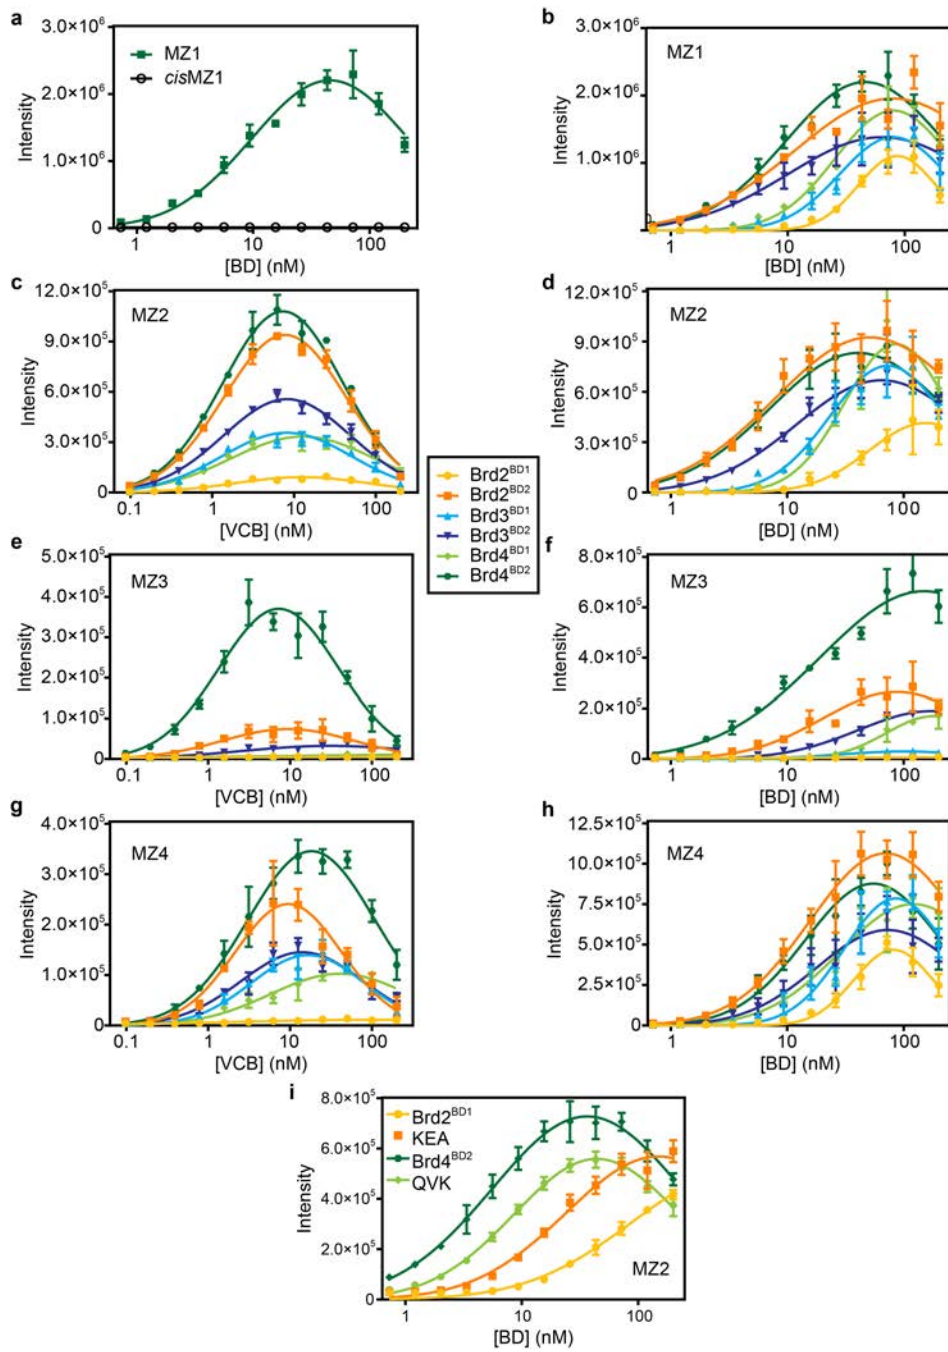 a
3.0×10⁶
2.0×10⁶
1.0×10⁶
0
Intensity
MZ1
cisMZ1
1 10 100
[BD] (nM)
b
MZ1
3.0×10⁶
2.0×10⁶
1.0×10⁶
0
Intensity
1 10 100
[BD] (nM)
c
MZ2
12.0×10⁵
9.0×10⁵
6.0×10⁵
3.0×10⁵
0
Intensity
0.1 1 10 100
[VCB] (nM)
d
MZ2
12.0×10⁵
9.0×10⁵
6.0×10⁵
3.0×10⁵
0
Intensity
1 10 100
[BD] (nM)
Brd2ᴮᴰ¹
Brd2ᴮᴰ²
Brd3ᴮᴰ¹
Brd3ᴮᴰ²
Brd4ᴮᴰ¹
Brd4ᴮᴰ²
e
MZ3
5.0×10⁵
4.0×10⁵
3.0×10⁵
2.0×10⁵
1.0×10⁵
0
Intensity
0.1 1 10 100
[VCB] (nM)
f
MZ3
8.0×10⁵
6.0×10⁵
4.0×10⁵
2.0×10⁵
0
Intensity
1 10 100
[BD] (nM)
g
MZ4
4.0×10⁵
3.0×10⁵
2.0×10⁵
1.0×10⁵
0
Intensity
0.1 1 10 100
[VCB] (nM)
h
MZ4
12.5×10⁵
10.0×10⁵
7.5×10⁵
5.0×10⁵
2.5×10⁵
0
Intensity
1 10 100
[BD] (nM)
i
8.0×10⁵
6.0×10⁵
4.0×10⁵
2.0×10⁵
0
Intensity
Brd2ᴮᴰ¹
KEA
Brd4ᴮᴰ²
QVK
MZ2
1 10 100
[BD] (nM)